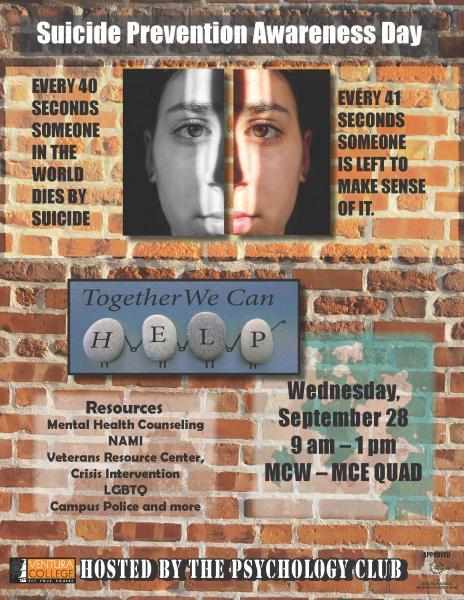 Suicide Prevention Awareness Day
EVERY 40
SECONDS
SOMEONE
IN THE
WORLD
DIES BY
SUICIDE
EVERY 41
SECONDS
SOMEONE
IS LEFT TO
MAKE SENSE
OF IT.
Together We Can
HELP
Resources
Mental Health Counseling
NAMI
Veterans Resource Center,
Crisis Intervention
LGBTQ
Campus Police and more
Wednesday,
September 28
9 am – 1 pm
MCW – MCE QUAD
VENTURA
COLLEGE
HOSTED BY THE PSYCHOLOGY CLUB
APPROVED